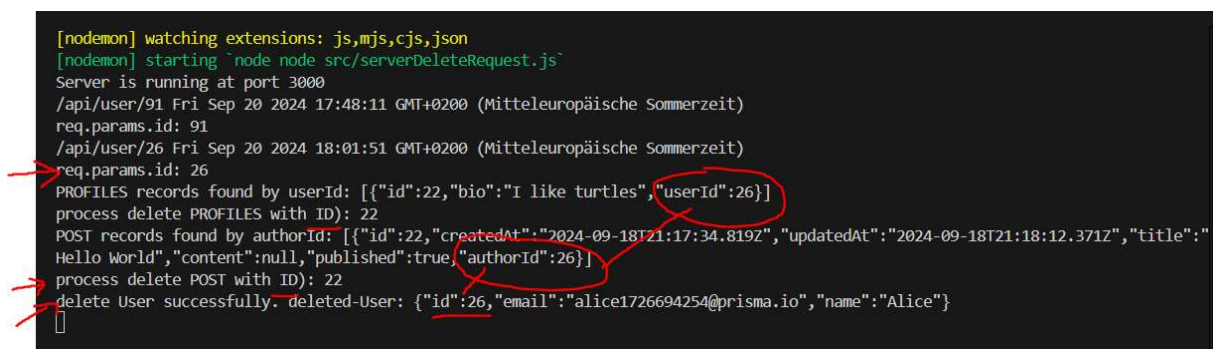 [nodemon] watching extensions: js,mjs,cjs,json
[nodemon] starting `node node src/serverDeleteRequest.js`
Server is running at port 3000
/api/user/91 Fri Sep 20 2024 17:48:11 GMT+0200 (Mitteleuropäische Sommerzeit)
req.params.id: 91
/api/user/26 Fri Sep 20 2024 18:01:51 GMT+0200 (Mitteleuropäische Sommerzeit)
req.params.id: 26
PROFILES records found by userId: [{"id":22,"bio":"I like turtles","userId":26}]
process delete PROFILES with ID): 22
POST records found by authorId: [{"id":22,"createdAt":"2024-09-18T21:17:34.819Z","updatedAt":"2024-09-18T21:18:12.371Z","title":"
Hello World","content":null,"published":true,"authorId":26}]
process delete POST with ID): 22
delete User successfully. deleted-User: {"id":26,"email":"alice1726694254@prisma.io","name":"Alice"}